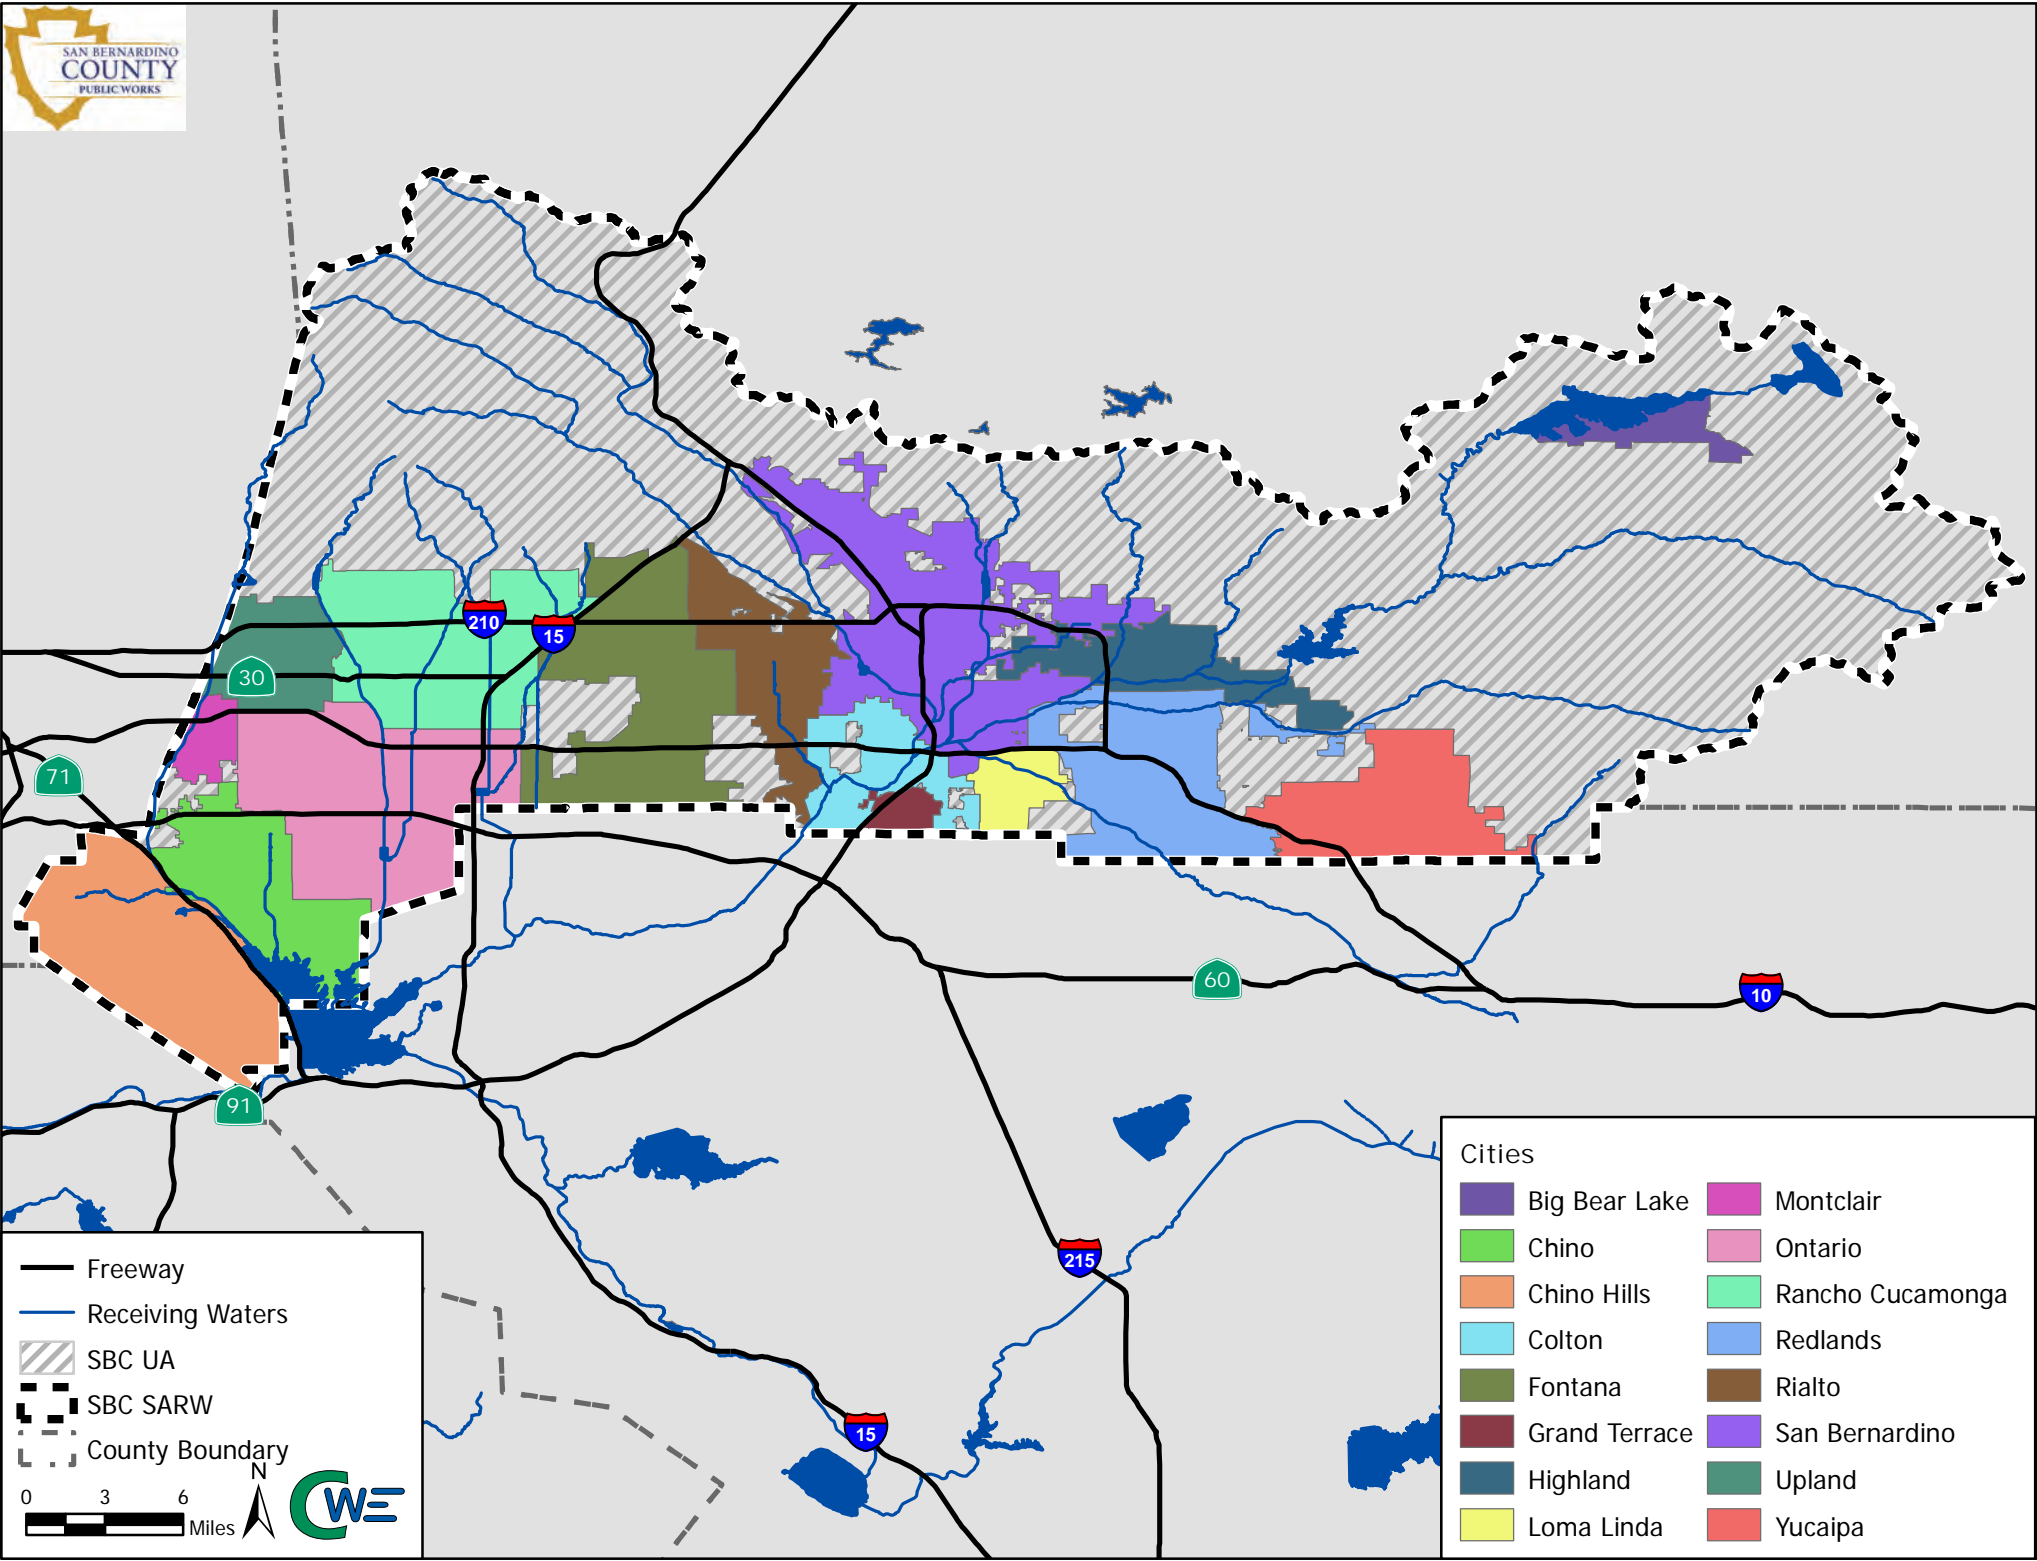 SAN BERNARDINO
COUNTY
PUBLIC WORKS
210
15
30
71
60
10
91
215
15
Freeway
Receiving Waters
SBC UA
SBC SARW
County Boundary
0 3 6
Miles
N
CWE
Cities
Big Bear Lake
Chino
Chino Hills
Colton
Fontana
Grand Terrace
Highland
Loma Linda
Montclair
Ontario
Rancho Cucamonga
Redlands
Rialto
San Bernardino
Upland
Yucaipa